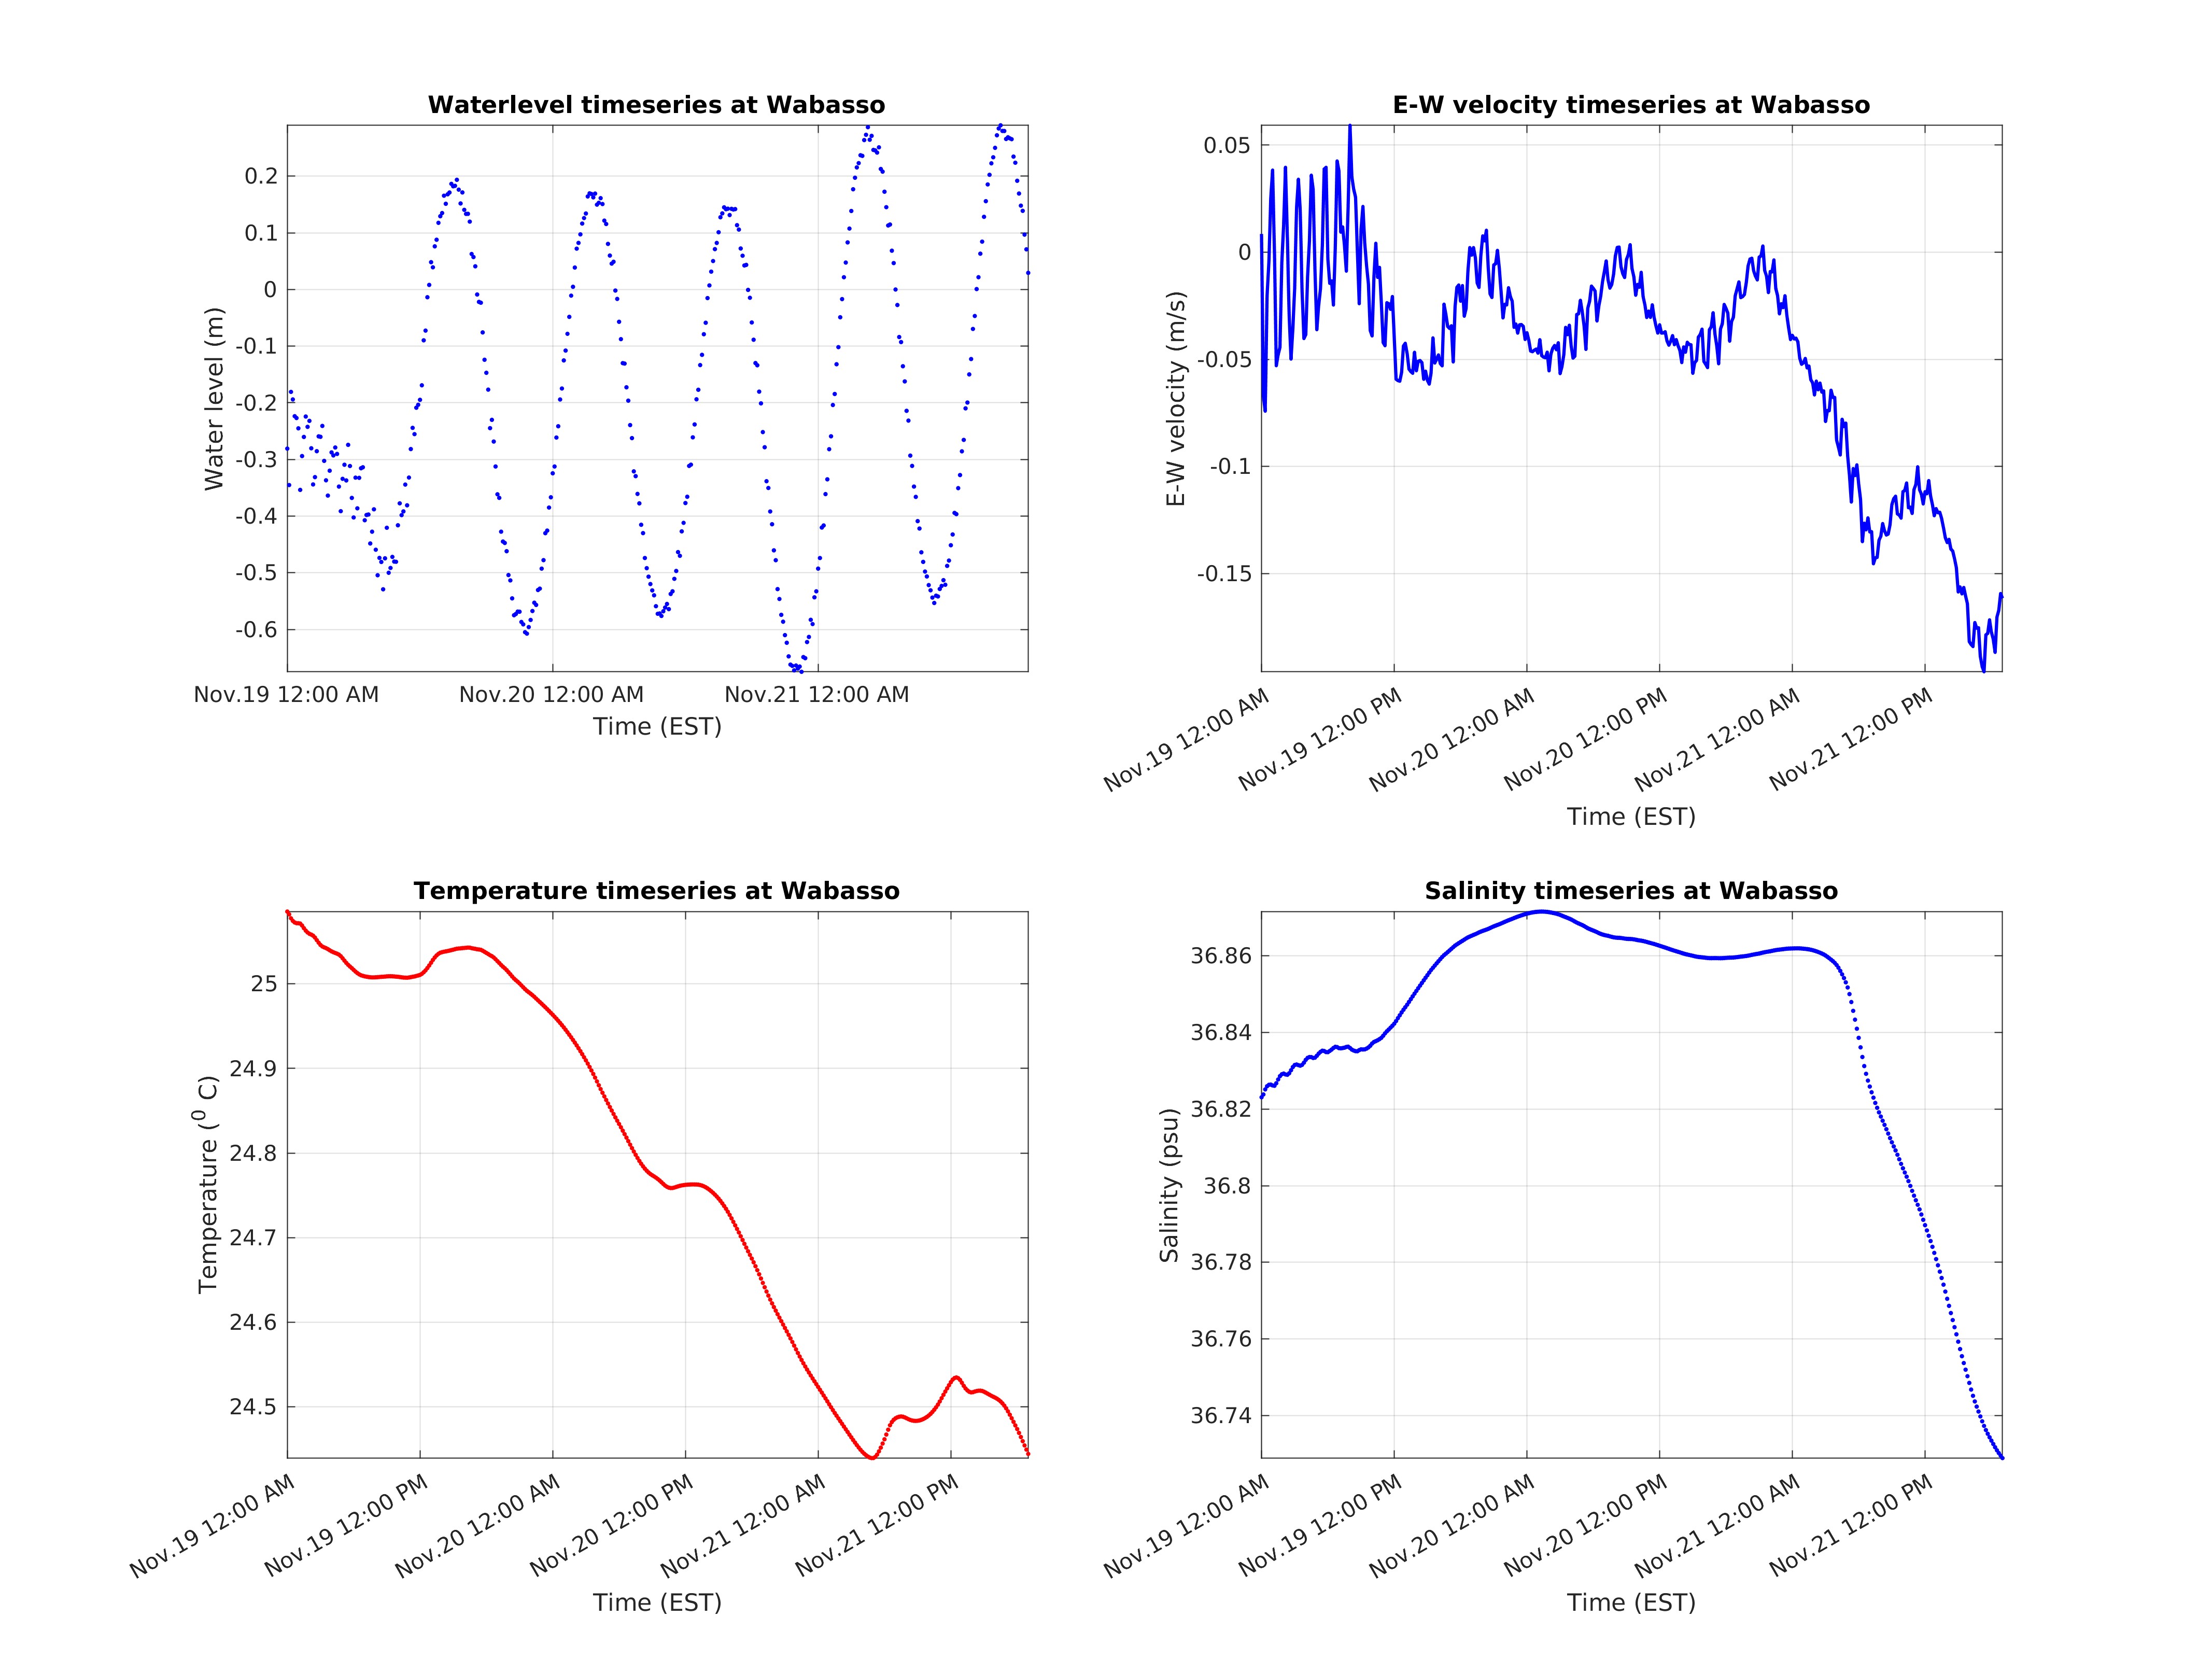 Waterlevel timeseries at Wabasso
Water level (m)
0.2
0.1
0
-0.1
-0.2
-0.3
-0.4
-0.5
-0.6
Nov.19 12:00 AM
Nov.20 12:00 AM
Nov.21 12:00 AM
Time (EST)
E-W velocity timeseries at Wabasso
E-W velocity (m/s)
0.05
0
-0.05
-0.1
-0.15
Nov.19 12:00 AM
Nov.19 12:00 PM
Nov.20 12:00 AM
Nov.20 12:00 PM
Nov.21 12:00 AM
Nov.21 12:00 PM
Time (EST)
Temperature timeseries at Wabasso
Temperature (⁰ C)
25
24.9
24.8
24.7
24.6
24.5
Nov.19 12:00 AM
Nov.19 12:00 PM
Nov.20 12:00 AM
Nov.20 12:00 PM
Nov.21 12:00 AM
Nov.21 12:00 PM
Time (EST)
Salinity timeseries at Wabasso
Salinity (psu)
36.86
36.84
36.82
36.8
36.78
36.76
36.74
Nov.19 12:00 AM
Nov.19 12:00 PM
Nov.20 12:00 AM
Nov.20 12:00 PM
Nov.21 12:00 AM
Nov.21 12:00 PM
Time (EST)